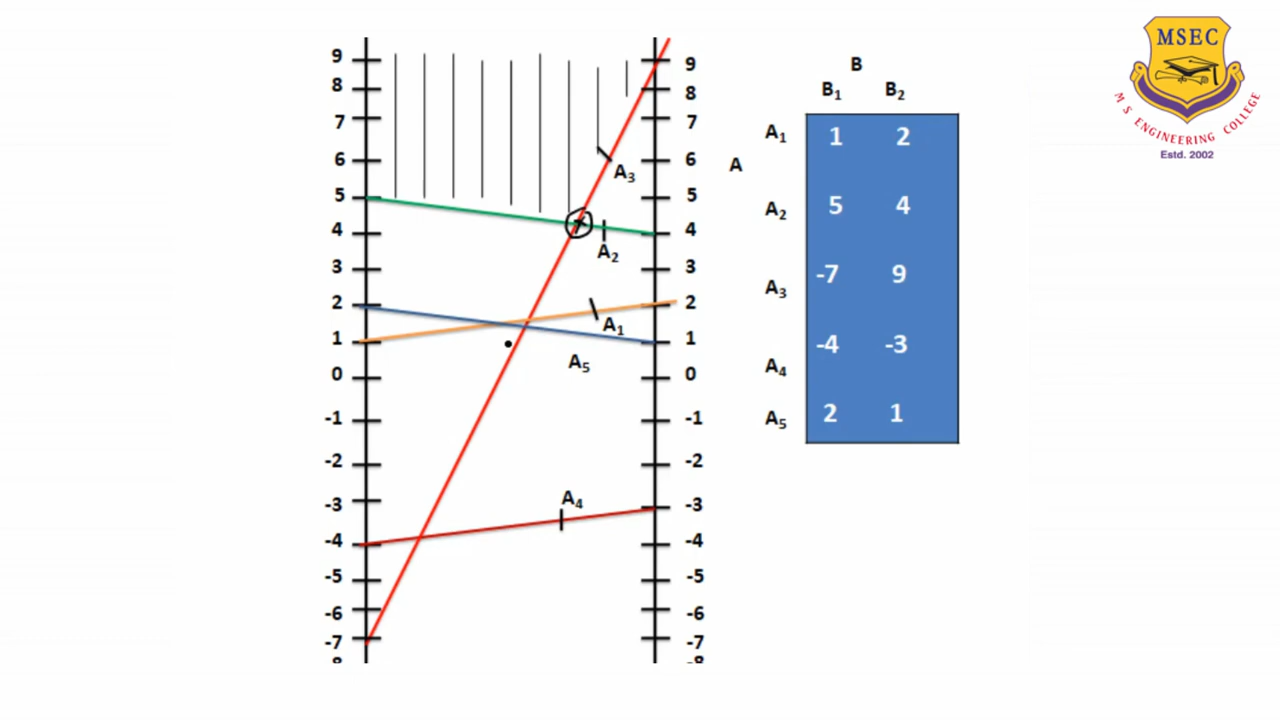 MSEC
M S ENGINEERING COLLEGE
Estd. 2002
9 9
8 8
7 7
6 6
5 5
4 4
3 3
2 2
1 1
0 0
-1 -1
-2 -2
-3 -3
-4 -4
-5 -5
-6 -6
-7 -7
-8
A3
A2
A1
A5
A4
B
B1 B2
A
A1 1 2
A2 5 4
A3 -7 9
A4 -4 -3
A5 2 1